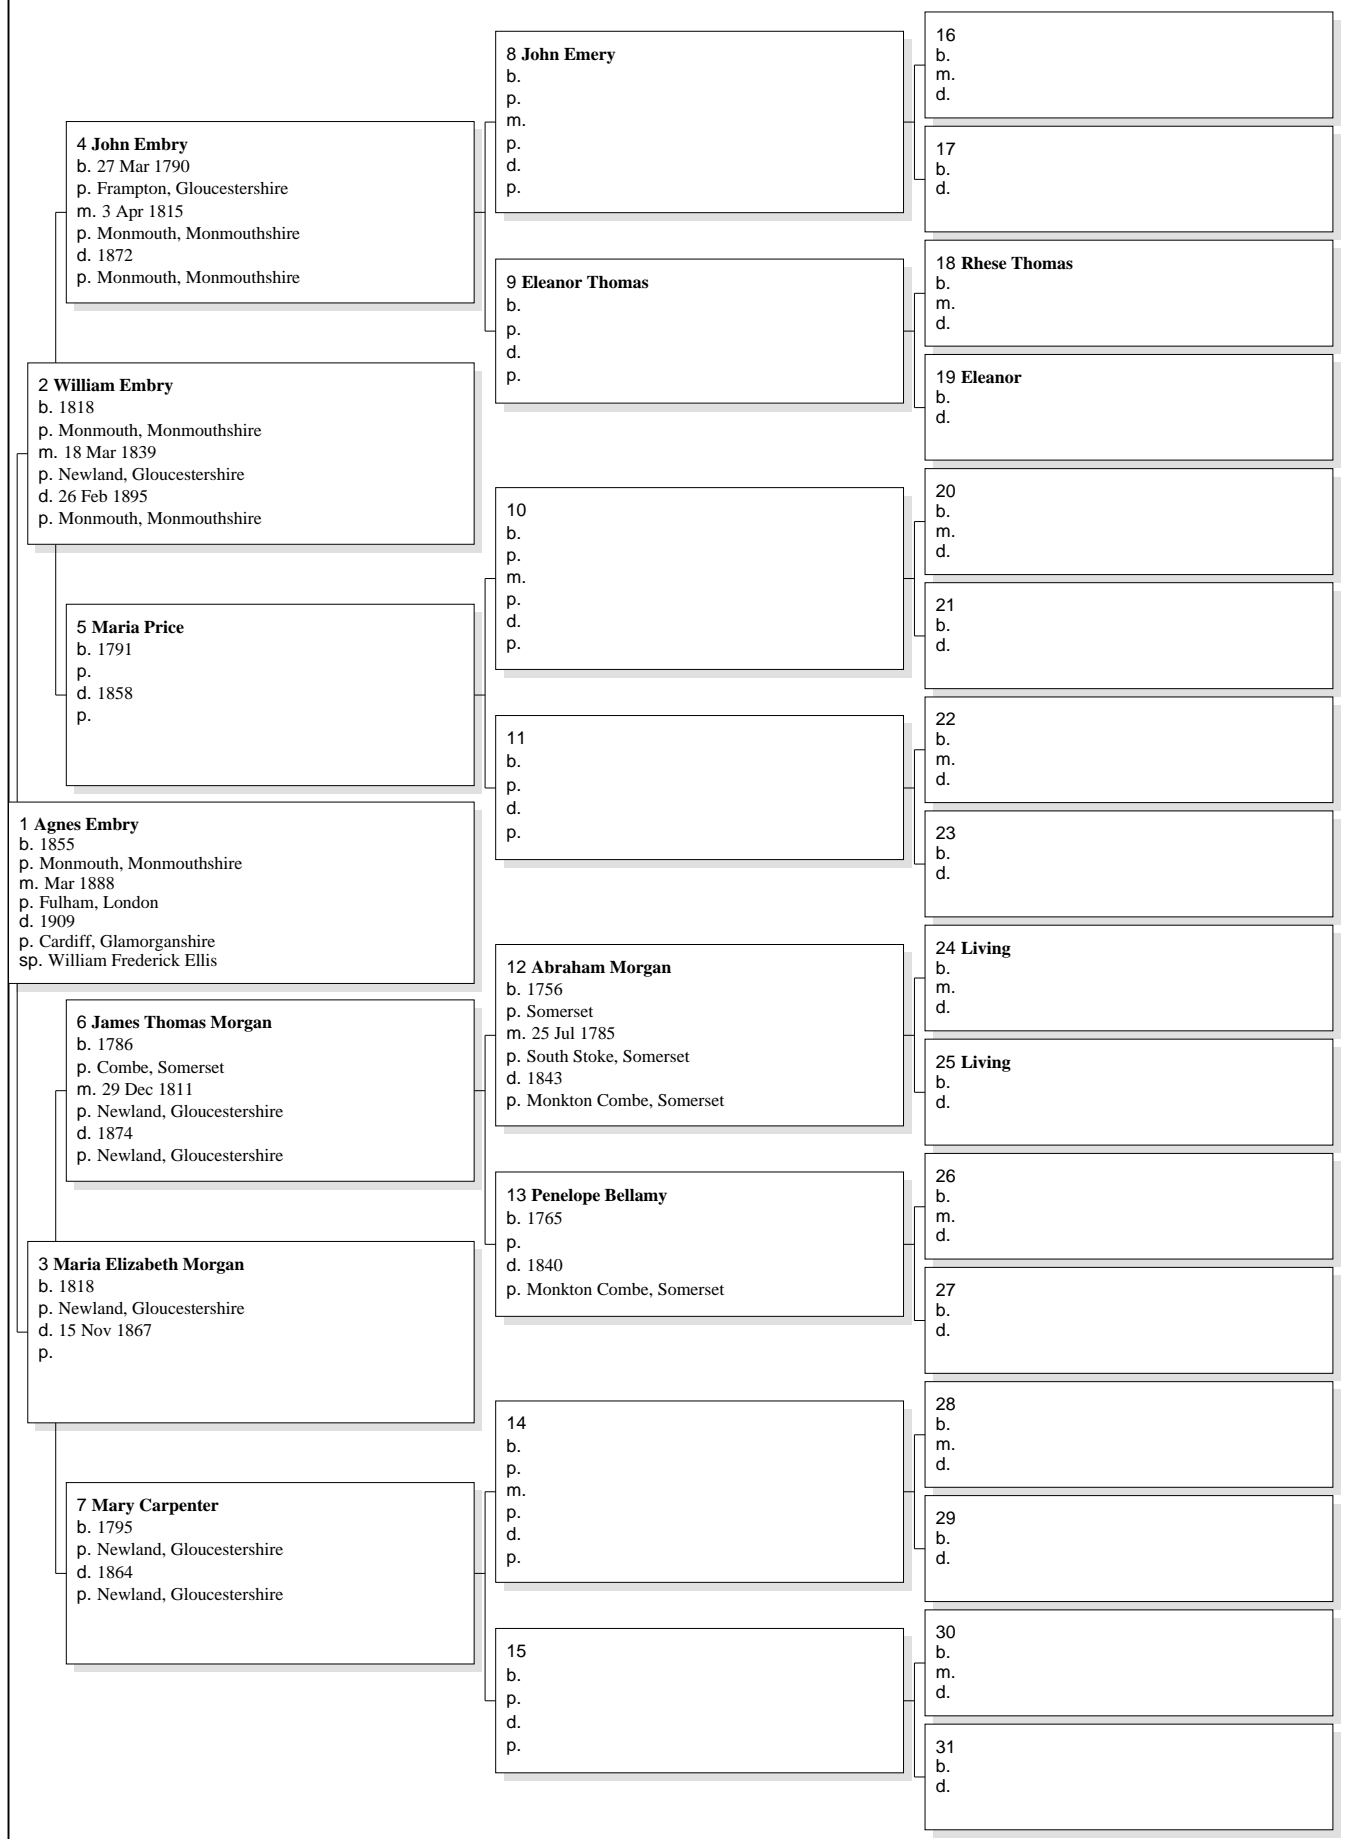 8 John Emery
b.
p.
m.
p.
d.
p.
16
b.
m.
d.
17
b.
d.
4 John Embry
b. 27 Mar 1790
p. Frampton, Gloucestershire
m. 3 Apr 1815
p. Monmouth, Monmouthshire
d. 1872
p. Monmouth, Monmouthshire
9 Eleanor Thomas
b.
p.
d.
p.
18 Rhese Thomas
b.
m.
d.
19 Eleanor
b.
d.
2 William Embry
b. 1818
p. Monmouth, Monmouthshire
m. 18 Mar 1839
p. Newland, Gloucestershire
d. 26 Feb 1895
p. Monmouth, Monmouthshire
10
b.
p.
m.
p.
d.
p.
20
b.
m.
d.
21
b.
d.
5 Maria Price
b. 1791
p.
d. 1858
p.
11
b.
p.
d.
p.
22
b.
m.
d.
23
b.
d.
1 Agnes Embry
b. 1855
p. Monmouth, Monmouthshire
m. Mar 1888
p. Fulham, London
d. 1909
p. Cardiff, Glamorganshire
sp. William Frederick Ellis
12 Abraham Morgan
b. 1756
p. Somerset
m. 25 Jul 1785
p. South Stoke, Somerset
d. 1843
p. Monkton Combe, Somerset
24 Living
b.
m.
d.
25 Living
b.
d.
6 James Thomas Morgan
b. 1786
p. Combe, Somerset
m. 29 Dec 1811
p. Newland, Gloucestershire
d. 1874
p. Newland, Gloucestershire
13 Penelope Bellamy
b. 1765
p.
d. 1840
p. Monkton Combe, Somerset
26
b.
m.
d.
27
b.
d.
3 Maria Elizabeth Morgan
b. 1818
p. Newland, Gloucestershire
d. 15 Nov 1867
p.
14
b.
p.
m.
p.
d.
p.
28
b.
m.
d.
29
b.
d.
7 Mary Carpenter
b. 1795
p. Newland, Gloucestershire
d. 1864
p. Newland, Gloucestershire
15
b.
p.
d.
p.
30
b.
m.
d.
31
b.
d.